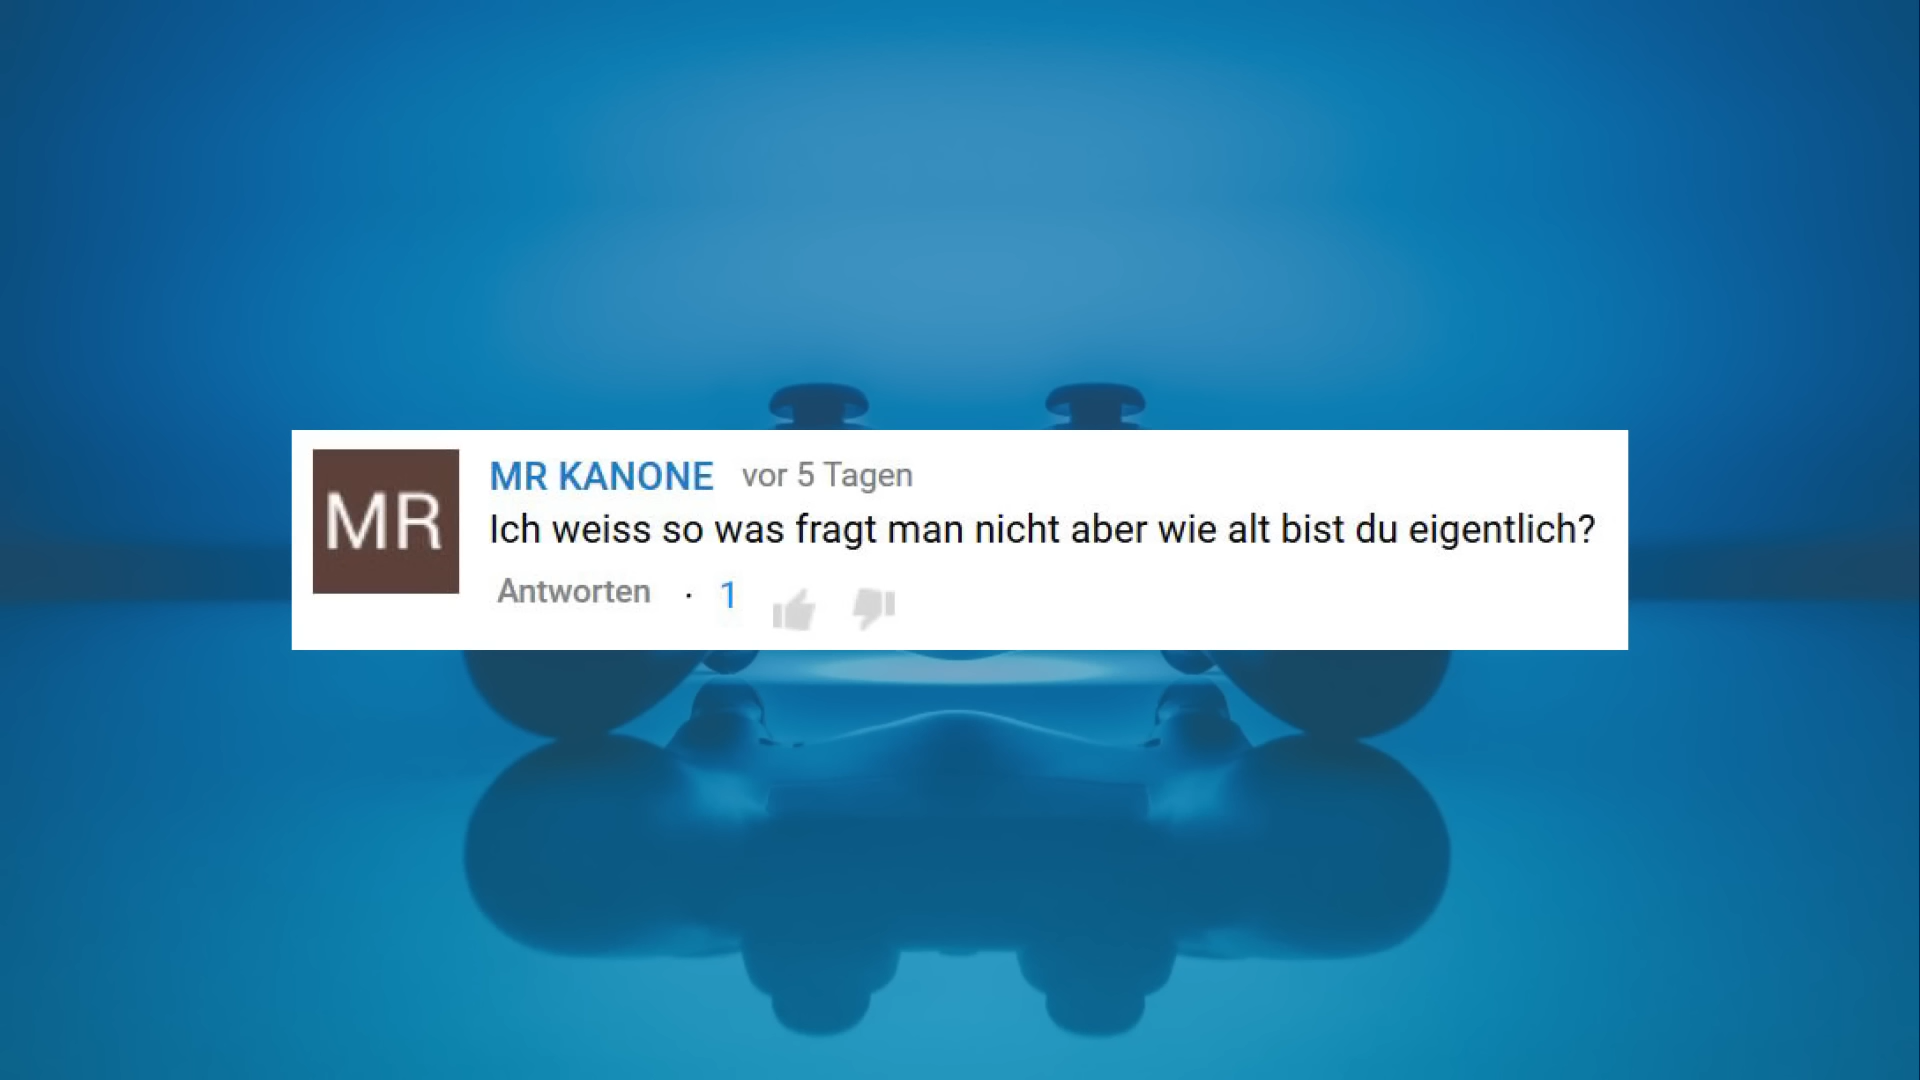 MR
MR KANONE vor 5 Tagen
Ich weiss so was fragt man nicht aber wie alt bist du eigentlich?
Antworten · 1